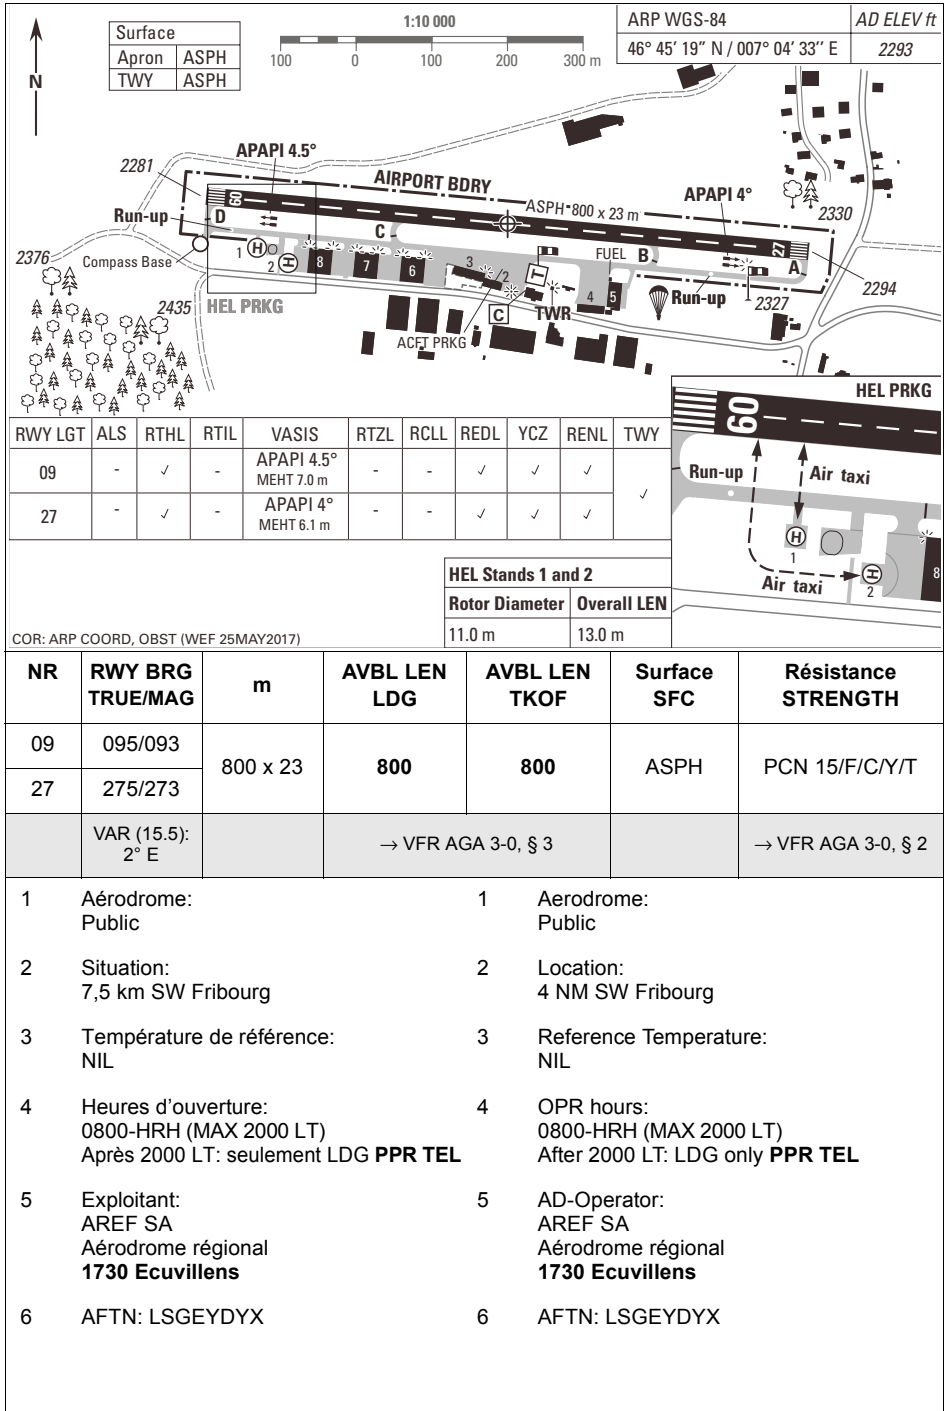 1:10 000
Surface
Apron ASPH
TWY ASPH
100 0 100 200 300 m
ARP WGS-84 AD ELEV ft
46° 45' 19" N / 007° 04' 33'' E 2293
N
2281
APAPI 4.5°
AIRPORT BDRY
APAPI 4°
ASPH 800 x 23 m
09
27
2330
Run-up
D
C
B
A
FUEL
2376
Compass Base
1 H
2 H
8
7
6
3
/2
T
4
5
Run-up
2327
2294
2435
HEL PRKG
C
TWR
ACFT PRKG
HEL PRKG
09
Run-up
Air taxi
H
1
H
2
8
Air taxi
RWY LGT ALS RTHL RTIL VASIS RTZL RCLL REDL YCZ RENL TWY
09 - √ - APAPI 4.5° MEHT 7.0 m - - √ √ √ √
27 - √ - APAPI 4° MEHT 6.1 m - - √ √ √
HEL Stands 1 and 2
Rotor Diameter Overall LEN
11.0 m 13.0 m
COR: ARP COORD, OBST (WEF 25MAY2017)
NR RWY BRG TRUE/MAG m AVBL LEN LDG AVBL LEN TKOF Surface SFC Résistance STRENGTH
09 095/093 800 x 23 800 800 ASPH PCN 15/F/C/Y/T
27 275/273
VAR (15.5): 2° E → VFR AGA 3-0, § 3 → VFR AGA 3-0, § 2
1 Aérodrome:
Public
2 Situation:
7,5 km SW Fribourg
3 Température de référence:
NIL
4 Heures d'ouverture:
0800-HRH (MAX 2000 LT)
Après 2000 LT: seulement LDG PPR TEL
5 Exploitant:
AREF SA
Aérodrome régional
1730 Ecuvillens
6 AFTN: LSGEYDYX
1 Aerodrome:
Public
2 Location:
4 NM SW Fribourg
3 Reference Temperature:
NIL
4 OPR hours:
0800-HRH (MAX 2000 LT)
After 2000 LT: LDG only PPR TEL
5 AD-Operator:
AREF SA
Aérodrome régional
1730 Ecuvillens
6 AFTN: LSGEYDYX